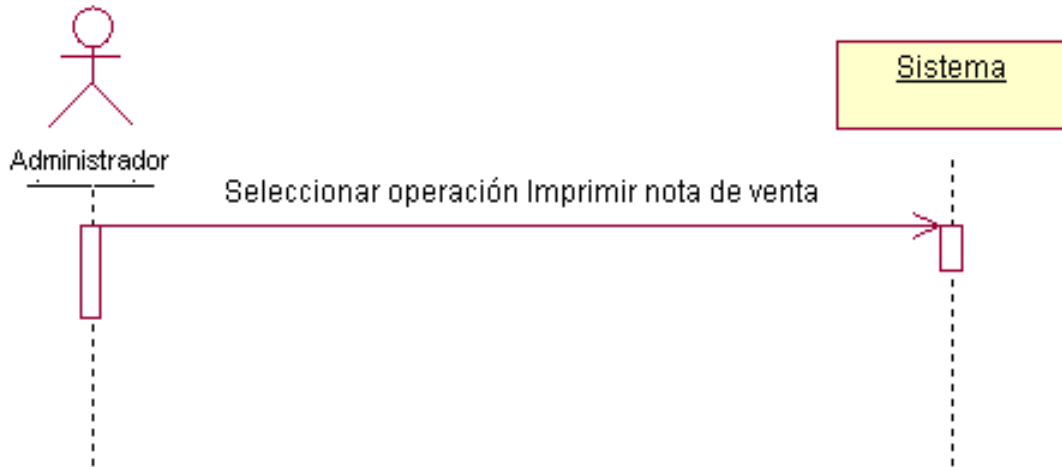 Sistema
Administrador
Seleccionar operación Imprimir nota de venta